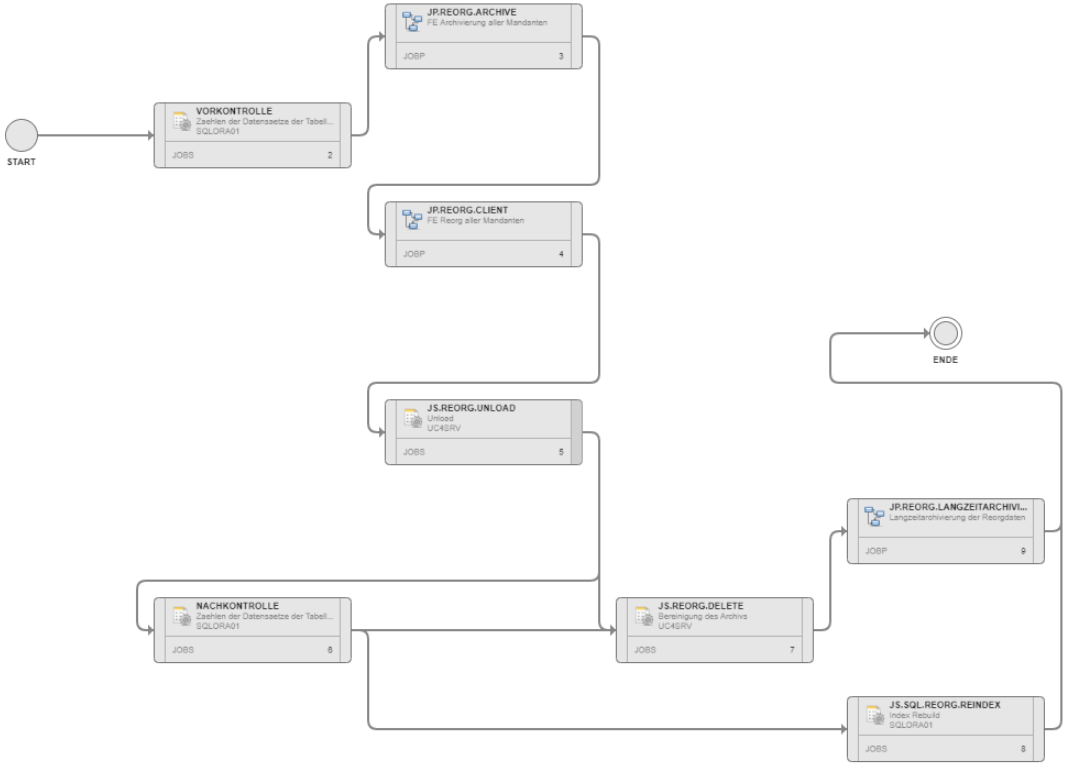 JP.REORG.ARCHIVE
FE Archivierung aller Mandanten
JOBP 3
VORKONTROLLE
Zaehlen der Datensaetze der Tabell...
SQLORA01
JOBS 2
START
JP.REORG.CLIENT
FE Reorg aller Mandanten
JOBP 4
ENDE
JS.REORG.UNLOAD
Unload
UC4SRV
JOBS 5
JP.REORG.LANGZEITARCHIVI...
Langzeitarchivierung der Reorgdaten
JOBP 9
NACHKONTROLLE
Zaehlen der Datensaetze der Tabell...
SQLORA01
JOBS 6
JS.REORG.DELETE
Bereinigung des Archivs
UC4SRV
JOBS 7
JS.SQL.REORG.REINDEX
Index Rebuild
SQLORA01
JOBS 8